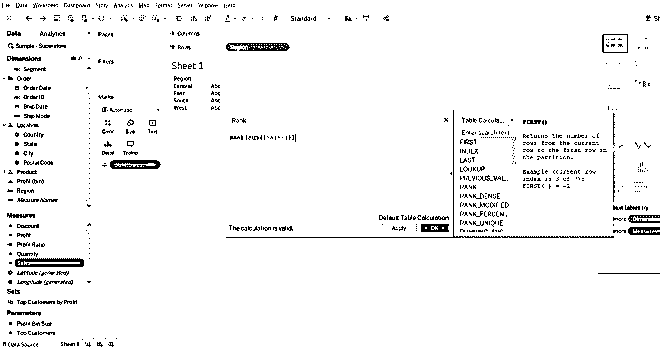 File Data Worksheet Dashboard Story Analysis Map Format Server Window Help
Standard
Data Analytics
Sample - Superstore
Dimensions
Segment
Order
Order Date
Order ID
Ship Date
Ship Mode
Location
Country
State
City
Postal Code
Product
Profit (bin)
Region
Measure Names
Measures
Discount
Profit
Profit Ratio
Quantity
Sales
Latitude (generated)
Longitude (generated)
Sets
Top Customers by Profit
Parameters
Profit Bin Size
Top Customers
Data Source Sheet 1
Pages
Filters
Marks
Automatic
Color Size Text
Detail Tooltip
Columns
Rows Region
Sheet 1
Region
Central Abc
East Abc
South Abc
West Abc
Rank
RANK(SUM([Sales]))
The calculation is valid.
Default Table Calculation
Apply OK
Table Calcula...
Enter search text
FIRST
INDEX
LAST
LOOKUP
PREVIOUS_VAL...
RANK
RANK_DENSE
RANK_MODIFIED
RANK_PERCEN...
RANK_UNIQUE
FIRST()
Returns the number of
rows from the current
row to the first row in
the partition.
Example: current row
index is 3 of 7:
FIRST() = -2